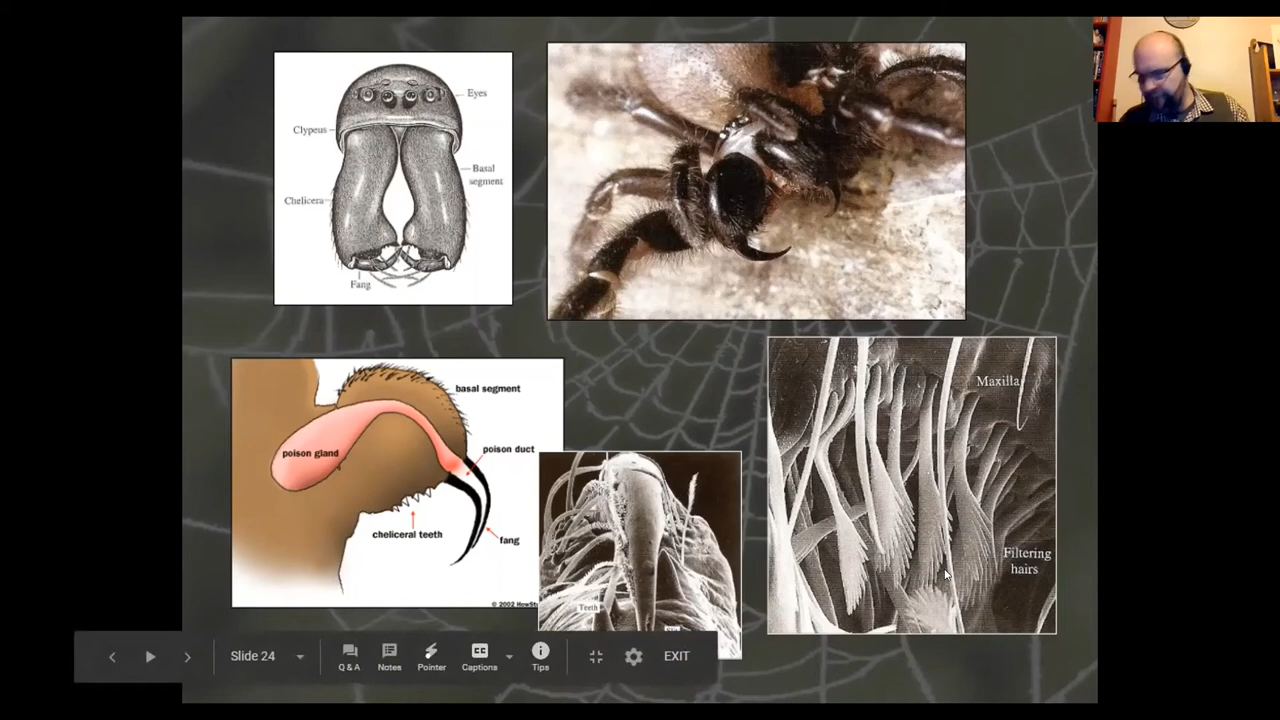 Eyes
Clypeus
Basal
segment
Chelicera
Fang
basal segment
poison gland
poison duct
cheliceral teeth
fang
© 2002
Teeth
Maxilla
Filtering
hairs
Slide 24
Q & A
Notes
Pointer
CC
Captions
Tips
EXIT